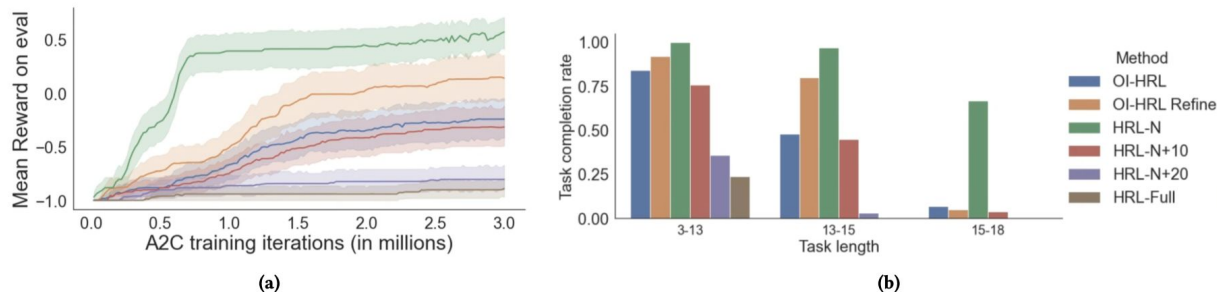 Mean Reward on eval
0.5
0.0
−0.5
−1.0
0.0 0.5 1.0 1.5 2.0 2.5 3.0
A2C training iterations (in millions)
(a)
Task completion rate
1.00
0.75
0.50
0.25
0.00
3-13 13-15 15-18
Task length
Method
OI-HRL
OI-HRL Refine
HRL-N
HRL-N+10
HRL-N+20
HRL-Full
(b)